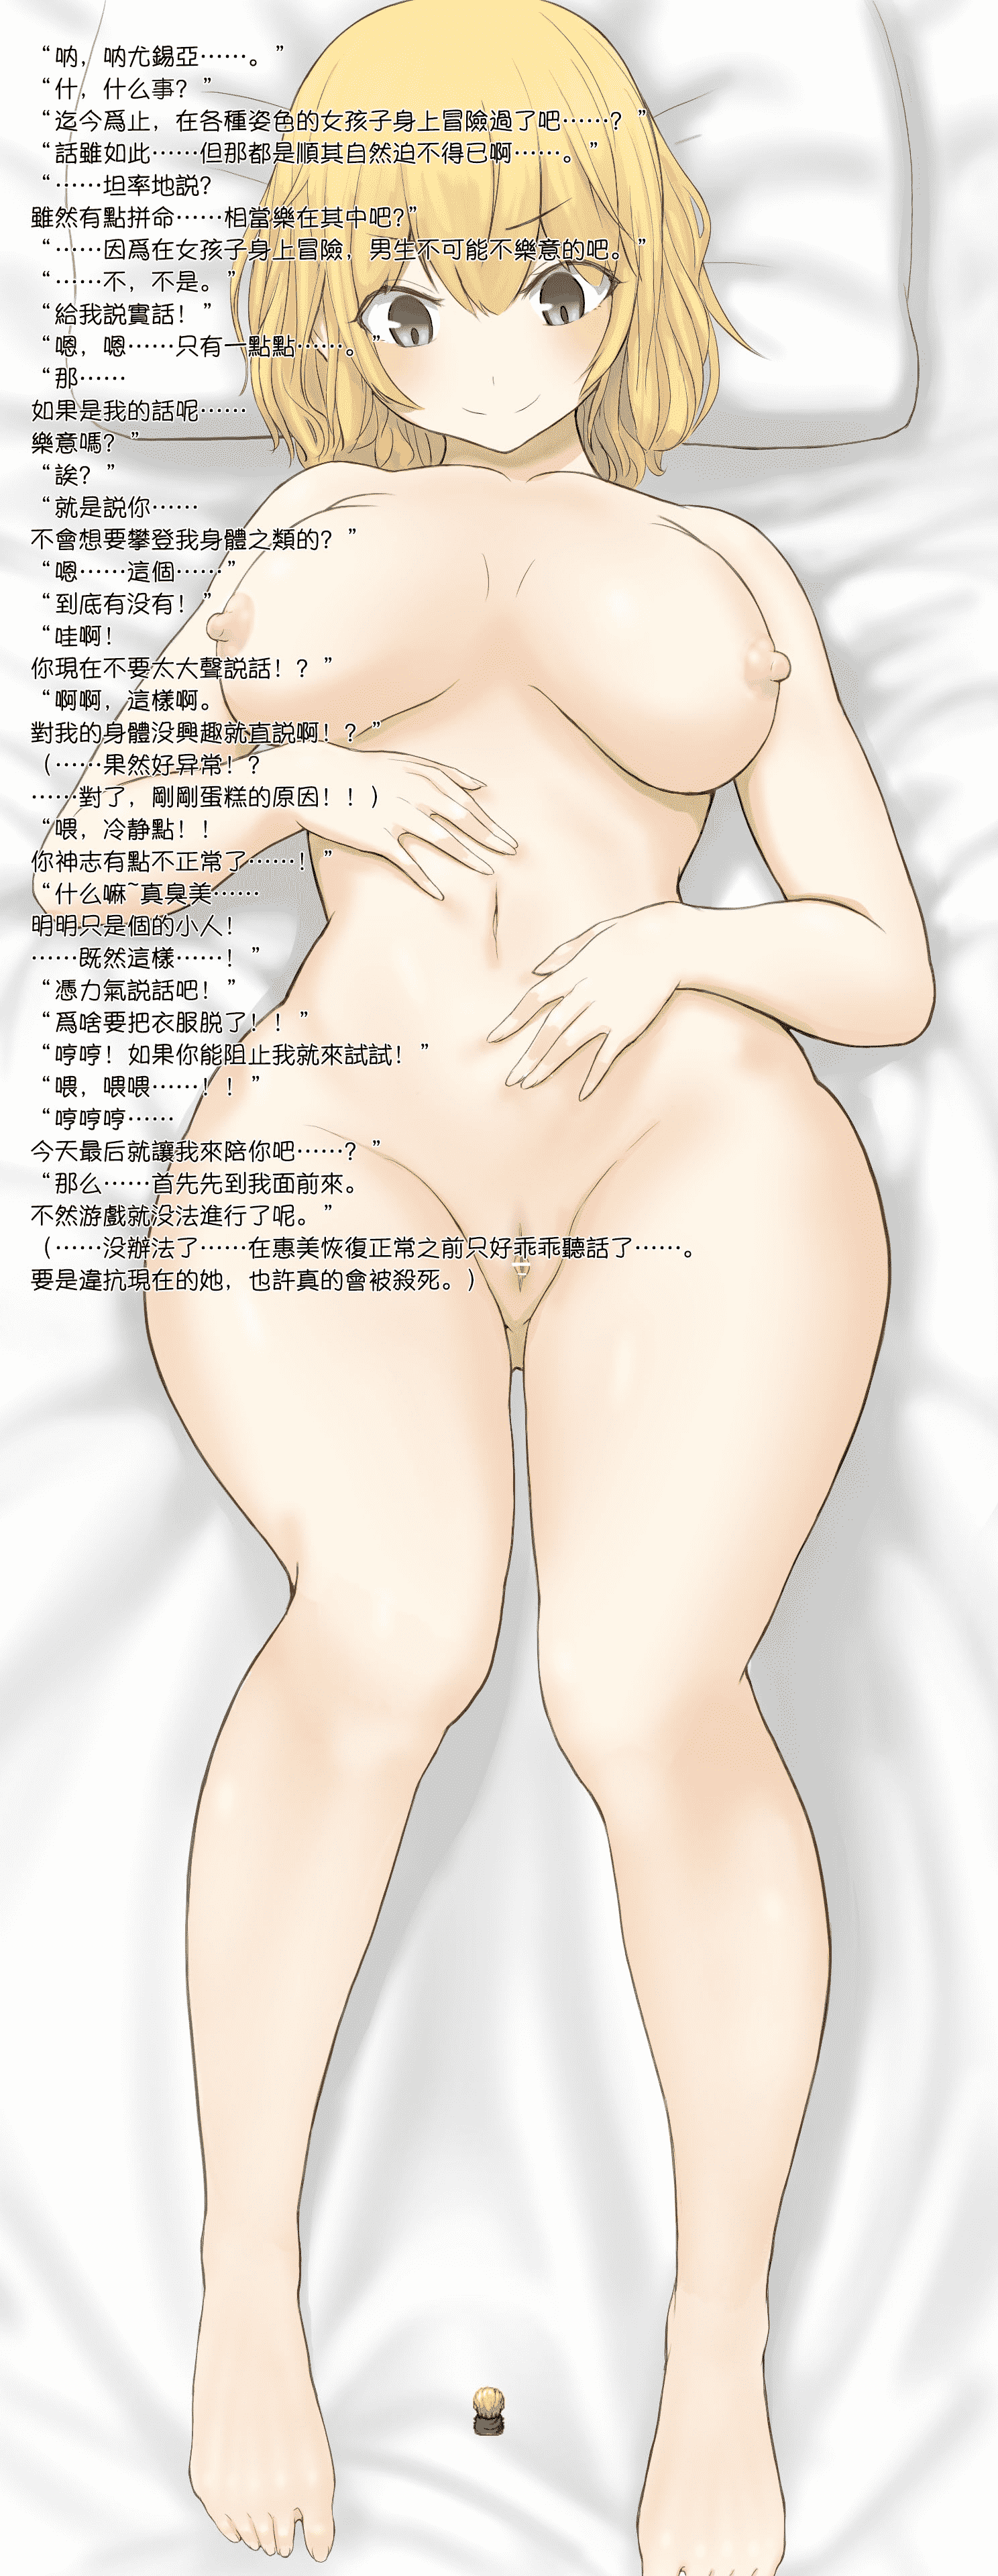 “呐，呐尤錫亞……。”
“什，什么事？”
“迄今爲止，在各種姿色的女孩子身上冒險過了吧……？”
“話雖如此……但那都是順其自然迫不得已啊……。”
“……坦率地説？
雖然有點拼命……相當樂在其中吧？”
“……因爲在女孩子身上冒險，男生不可能不樂意的吧。”
“……不，不是。”
“給我説實話！”
“嗯，嗯……只有一點點……。”
“那……
如果是我的話呢……
樂意嗎？”
“誒？”
“就是説你……
不會想要攀登我身體之類的？”
“嗯……這個……”
“到底有没有！”
“哇啊！
你現在不要太大聲説話！？”
“啊啊，這樣啊。
對我的身體没興趣就直説啊！？”
（……果然好异常！？
……對了，剛剛蛋糕的原因！！）
“喂，冷静點！！
你神志有點不正常了……！”
“什么嘛~真臭美……
明明只是個的小人！
……既然這樣……！”
“憑力氣説話吧！”
“爲啥要把衣服脱了！！”
“哼哼！如果你能阻止我就來試試！”
“喂，喂喂……！！”
“哼哼哼……
今天最后就讓我來陪你吧……？”
“那么……首先先到我面前來。
不然游戲就没法進行了呢。”
（……没辦法了……在惠美恢復正常之前只好乖乖聽話了……。
要是違抗現在的她，也許真的會被殺死。）